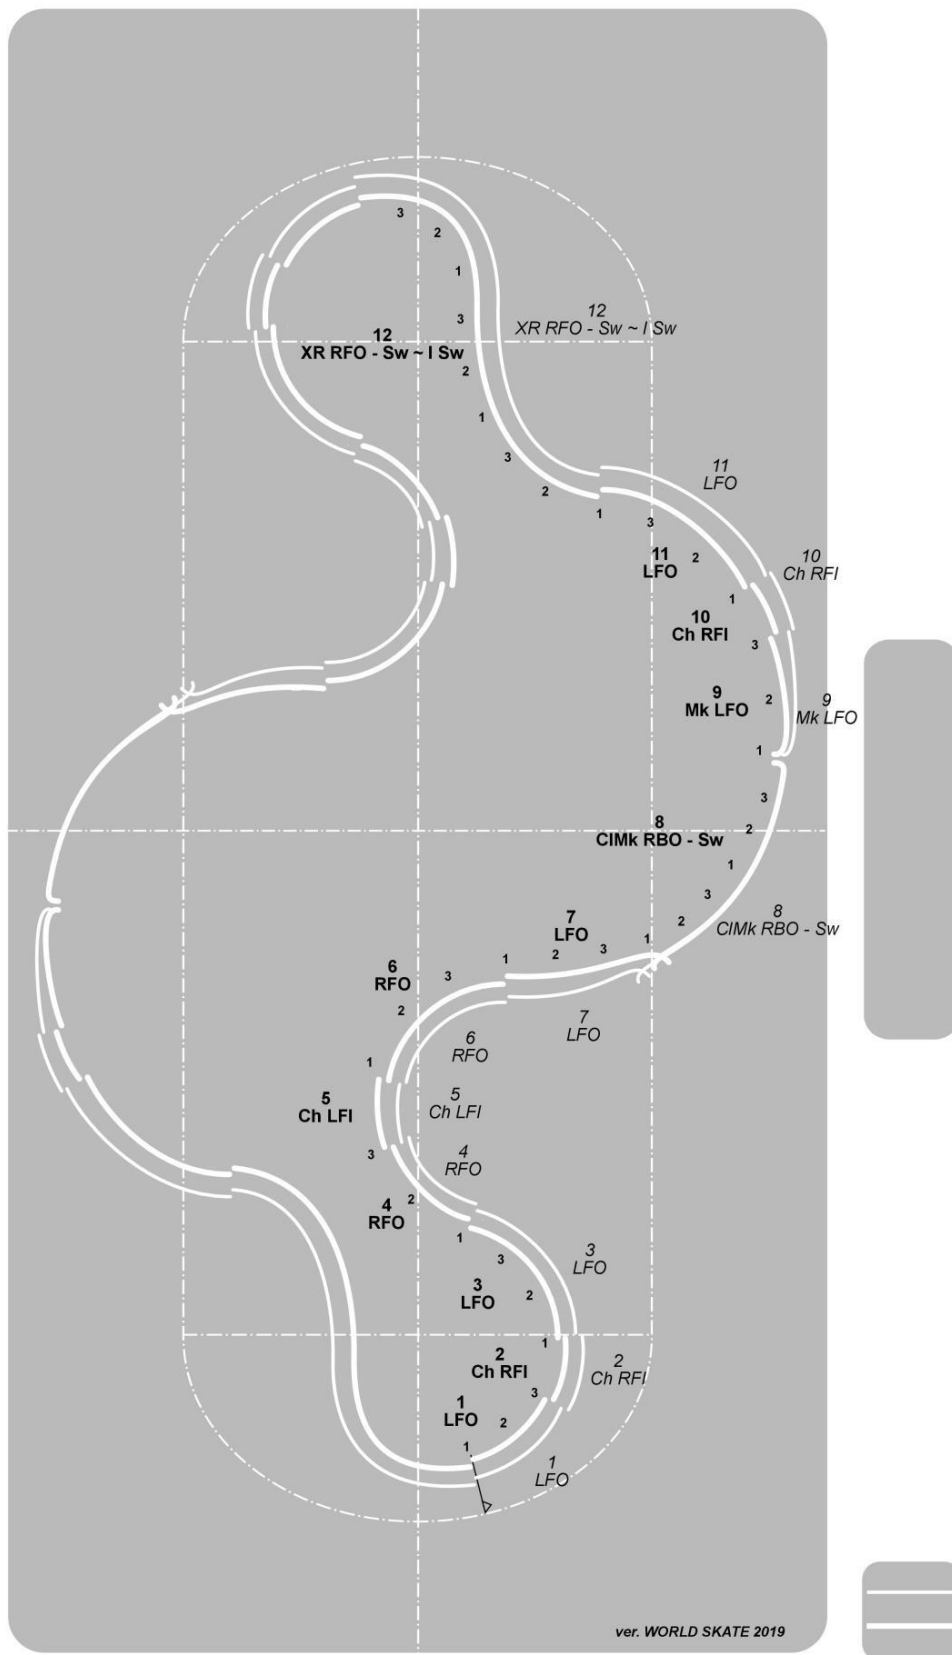 3
2
1
12
XR RFO - Sw ~ I Sw
3
12
XR RFO - Sw ~ I Sw
2
1
3
11
LFO
2
1
3
10
Ch RFI
11
LFO
2
1
10
Ch RFI
3
9
Mk LFO
2
9
Mk LFO
1
3
8
CIMk RBO - Sw
2
1
3
8
CIMk RBO - Sw
2
7
LFO
1
3
2
1
6
RFO
3
2
7
LFO
6
RFO
1
5
Ch LFI
5
Ch LFI
3
4
RFO
4
RFO
2
1
3
3
LFO
3
LFO
2
1
2
Ch RFI
2
Ch RFI
3
1
LFO
2
1
1
LFO
ver. WORLD SKATE 2019